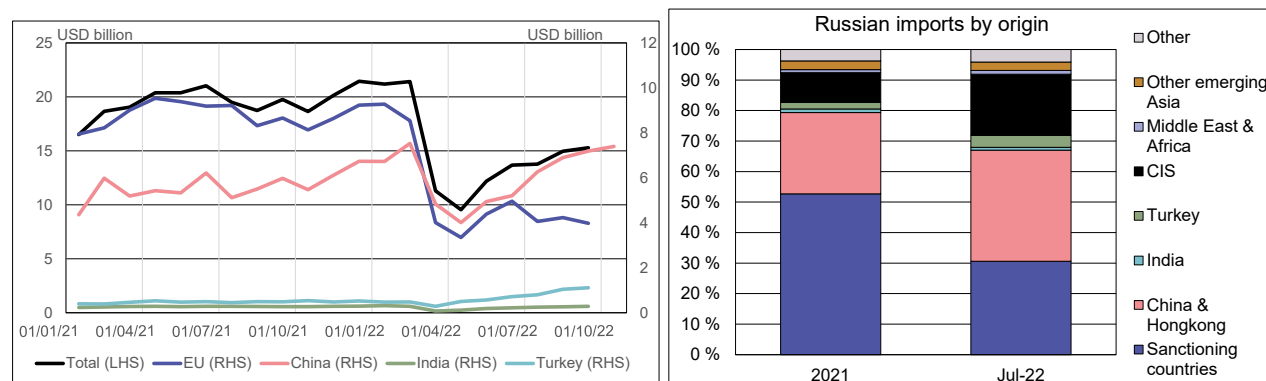 USD billion
USD billion
25
20
15
10
5
0
12
10
8
6
4
2
0
01/01/21
01/04/21
01/07/21
01/10/21
01/01/22
01/04/22
01/07/22
01/10/22
Total (LHS)
EU (RHS)
China (RHS)
India (RHS)
Turkey (RHS)
Russian imports by origin
100 %
90 %
80 %
70 %
60 %
50 %
40 %
30 %
20 %
10 %
0 %
2021
Jul-22
Other
Other emerging
Asia
Middle East &
Africa
CIS
Turkey
India
China &
Hongkong
Sanctioning
countries